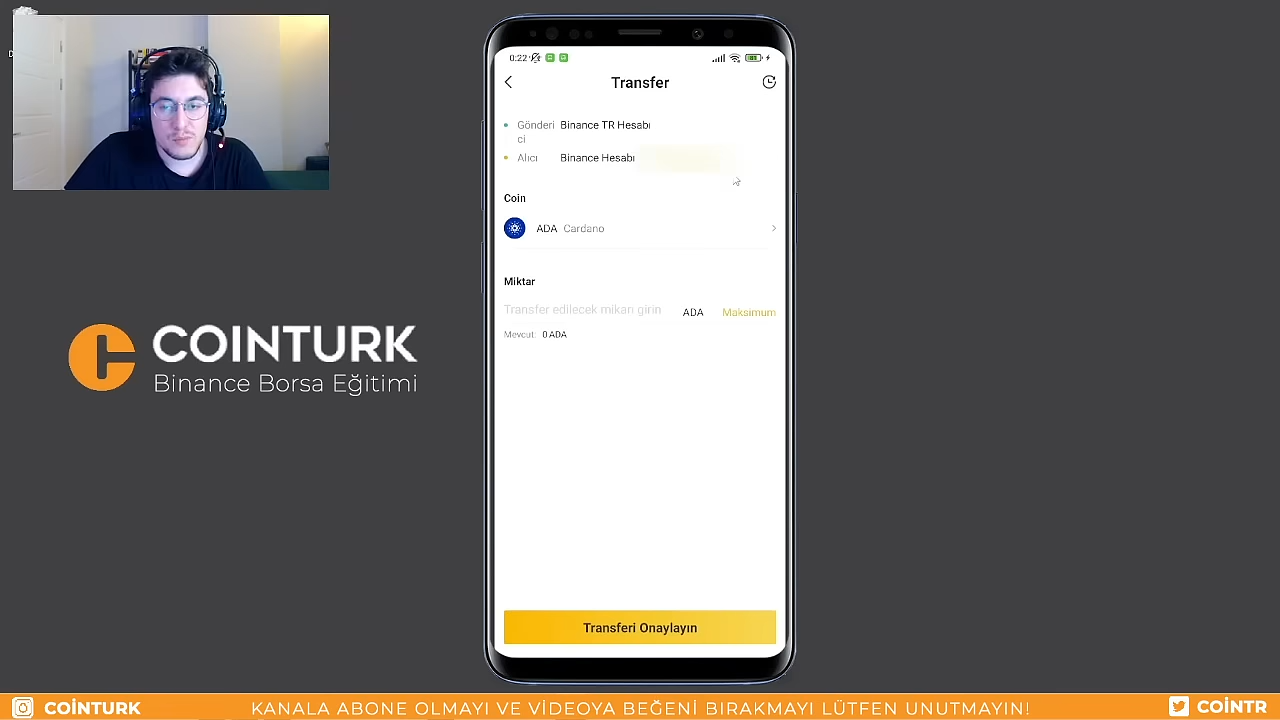 0:22
Transfer
Gönderi
ci
Binance TR Hesabı
Alıcı
Binance Hesabı
Coin
ADA Cardano
Miktar
Transfer edilecek mikarı girin
ADA
Maksimum
Mevcut: 0 ADA
Transferi Onaylayın
COINTURK
Binance Borsa Eğitimi
COİNTURK
KANALA ABONE OLMAYI VE VİDEOYA BEĞENİ BIRAKMAYI LÜTFEN UNUTMAYIN!
COİNTR